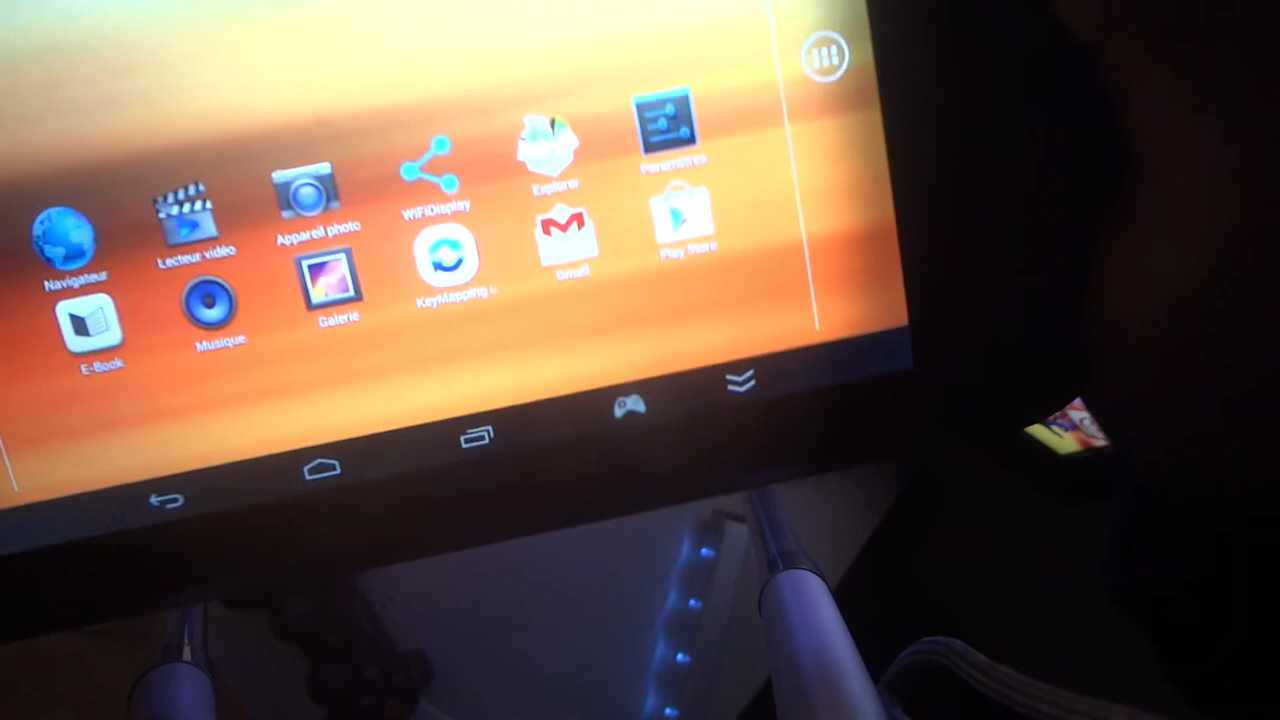 Navigateur
Lecteur vidéo
Appareil photo
WiFiDisplay
Explorer
Paramètres
E-Book
Musique
Galerie
KeyMapping
Gmail
Play Store